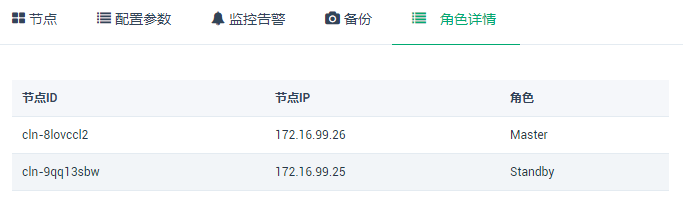 节点 配置参数 监控告警 备份 角色详情
节点ID 节点IP 角色
cln-8lovccl2 172.16.99.26 Master
cln-9qq13sbw 172.16.99.25 Standby